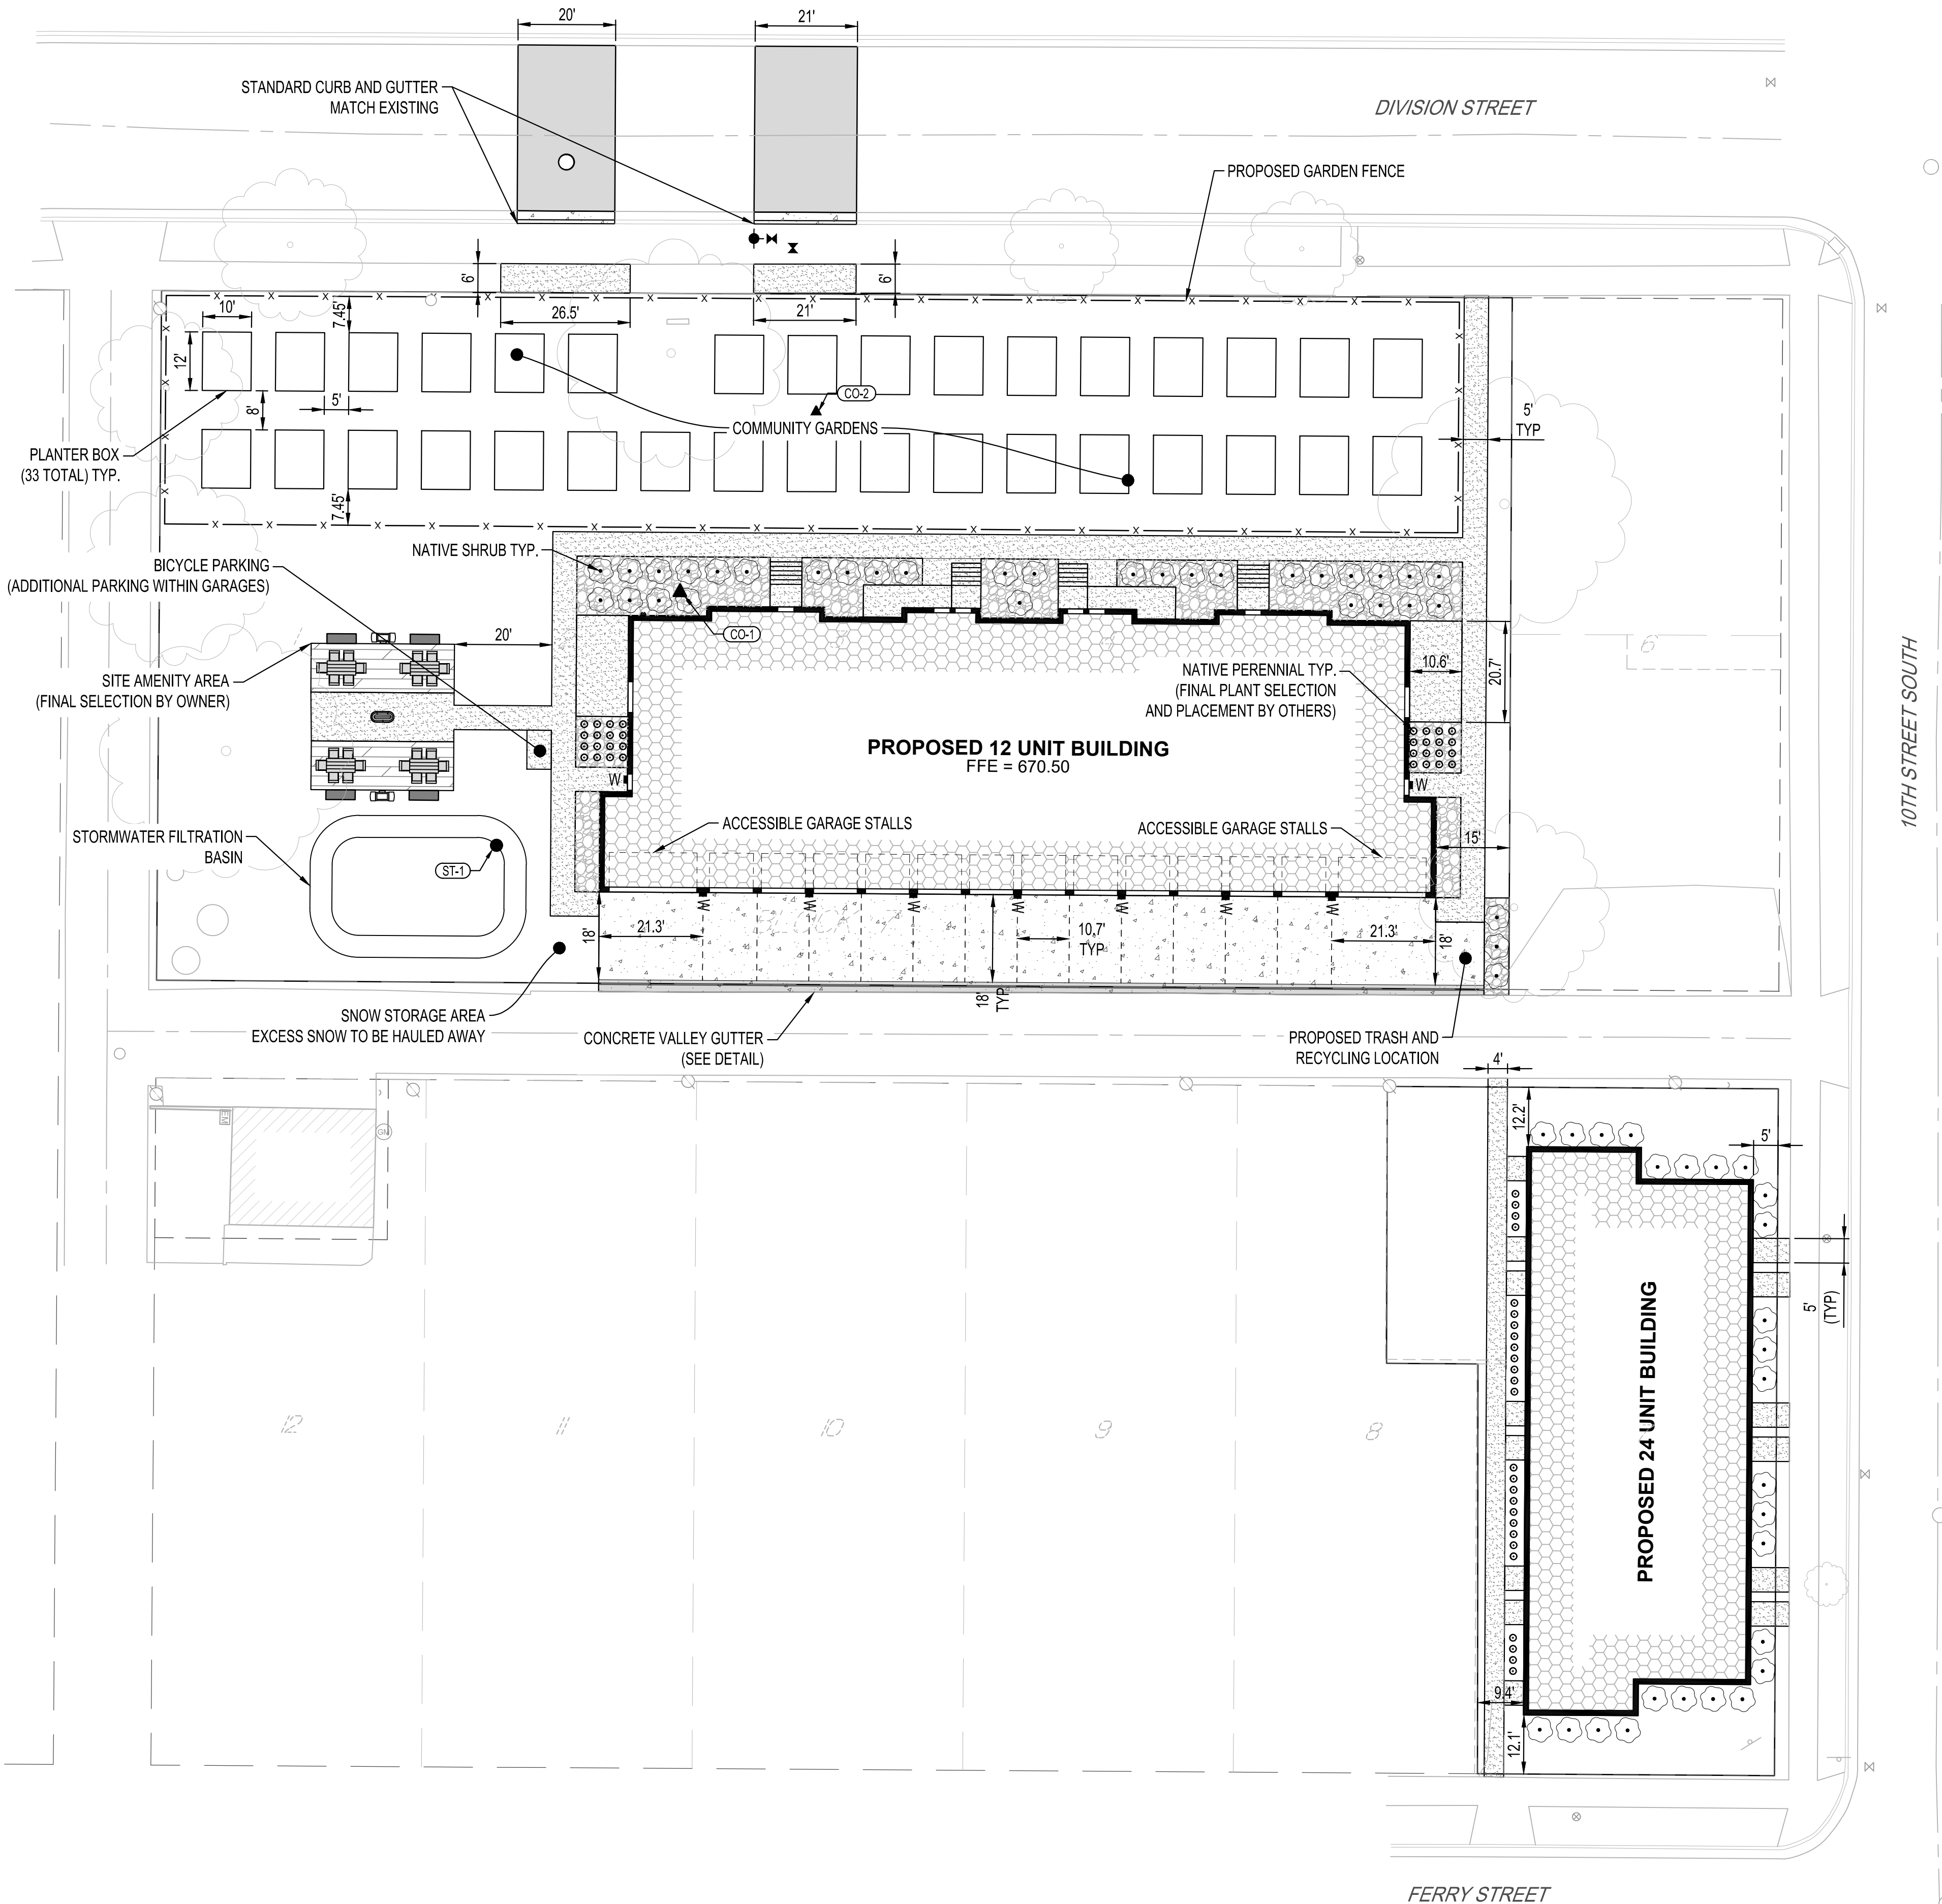 20'
21'
STANDARD CURB AND GUTTER
MATCH EXISTING
DIVISION STREET
PROPOSED GARDEN FENCE
6'
6'
10'
7.45'
26.5'
21'
12'
5'
8'
CO-2
COMMUNITY GARDENS
5'
TYP
PLANTER BOX
(33 TOTAL) TYP.
7.45'
NATIVE SHRUB TYP.
BICYCLE PARKING
(ADDITIONAL PARKING WITHIN GARAGES)
20'
CO-1
SITE AMENITY AREA
(FINAL SELECTION BY OWNER)
NATIVE PERENNIAL TYP.
(FINAL PLANT SELECTION
AND PLACEMENT BY OTHERS)
10.6'
20.7'
6
10TH STREET SOUTH
PROPOSED 12 UNIT BUILDING
FFE = 670.50
W
W
STORMWATER FILTRATION
BASIN
ST-1
ACCESSIBLE GARAGE STALLS
ACCESSIBLE GARAGE STALLS
15'
W
W
W
W
W
W
W
BLOCK
18'
21.3'
10.7'
TYP
21.3'
18'
18'
TYP
SNOW STORAGE AREA
EXCESS SNOW TO BE HAULED AWAY
CONCRETE VALLEY GUTTER
(SEE DETAIL)
PROPOSED TRASH AND
RECYCLING LOCATION
4'
12.2'
5'
EM
GM
5'
(TYP)
PROPOSED 24 UNIT BUILDING
12
11
10
9
8
9.4'
12.1'
FERRY STREET